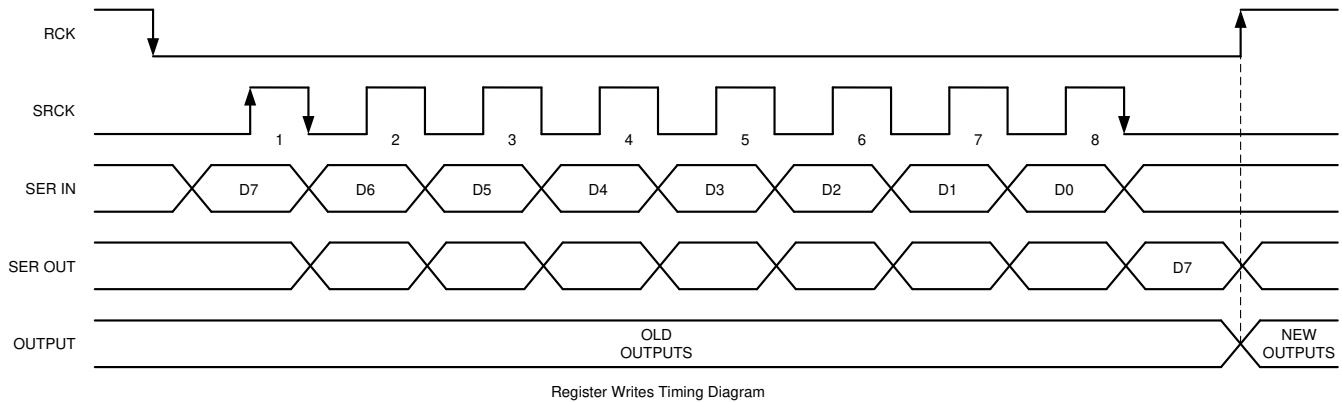 RCK
SRCK
1 2 3 4 5 6 7 8
SER IN D7 D6 D5 D4 D3 D2 D1 D0
SER OUT D7
OUTPUT
OLD
OUTPUTS
NEW
OUTPUTS
Register Writes Timing Diagram